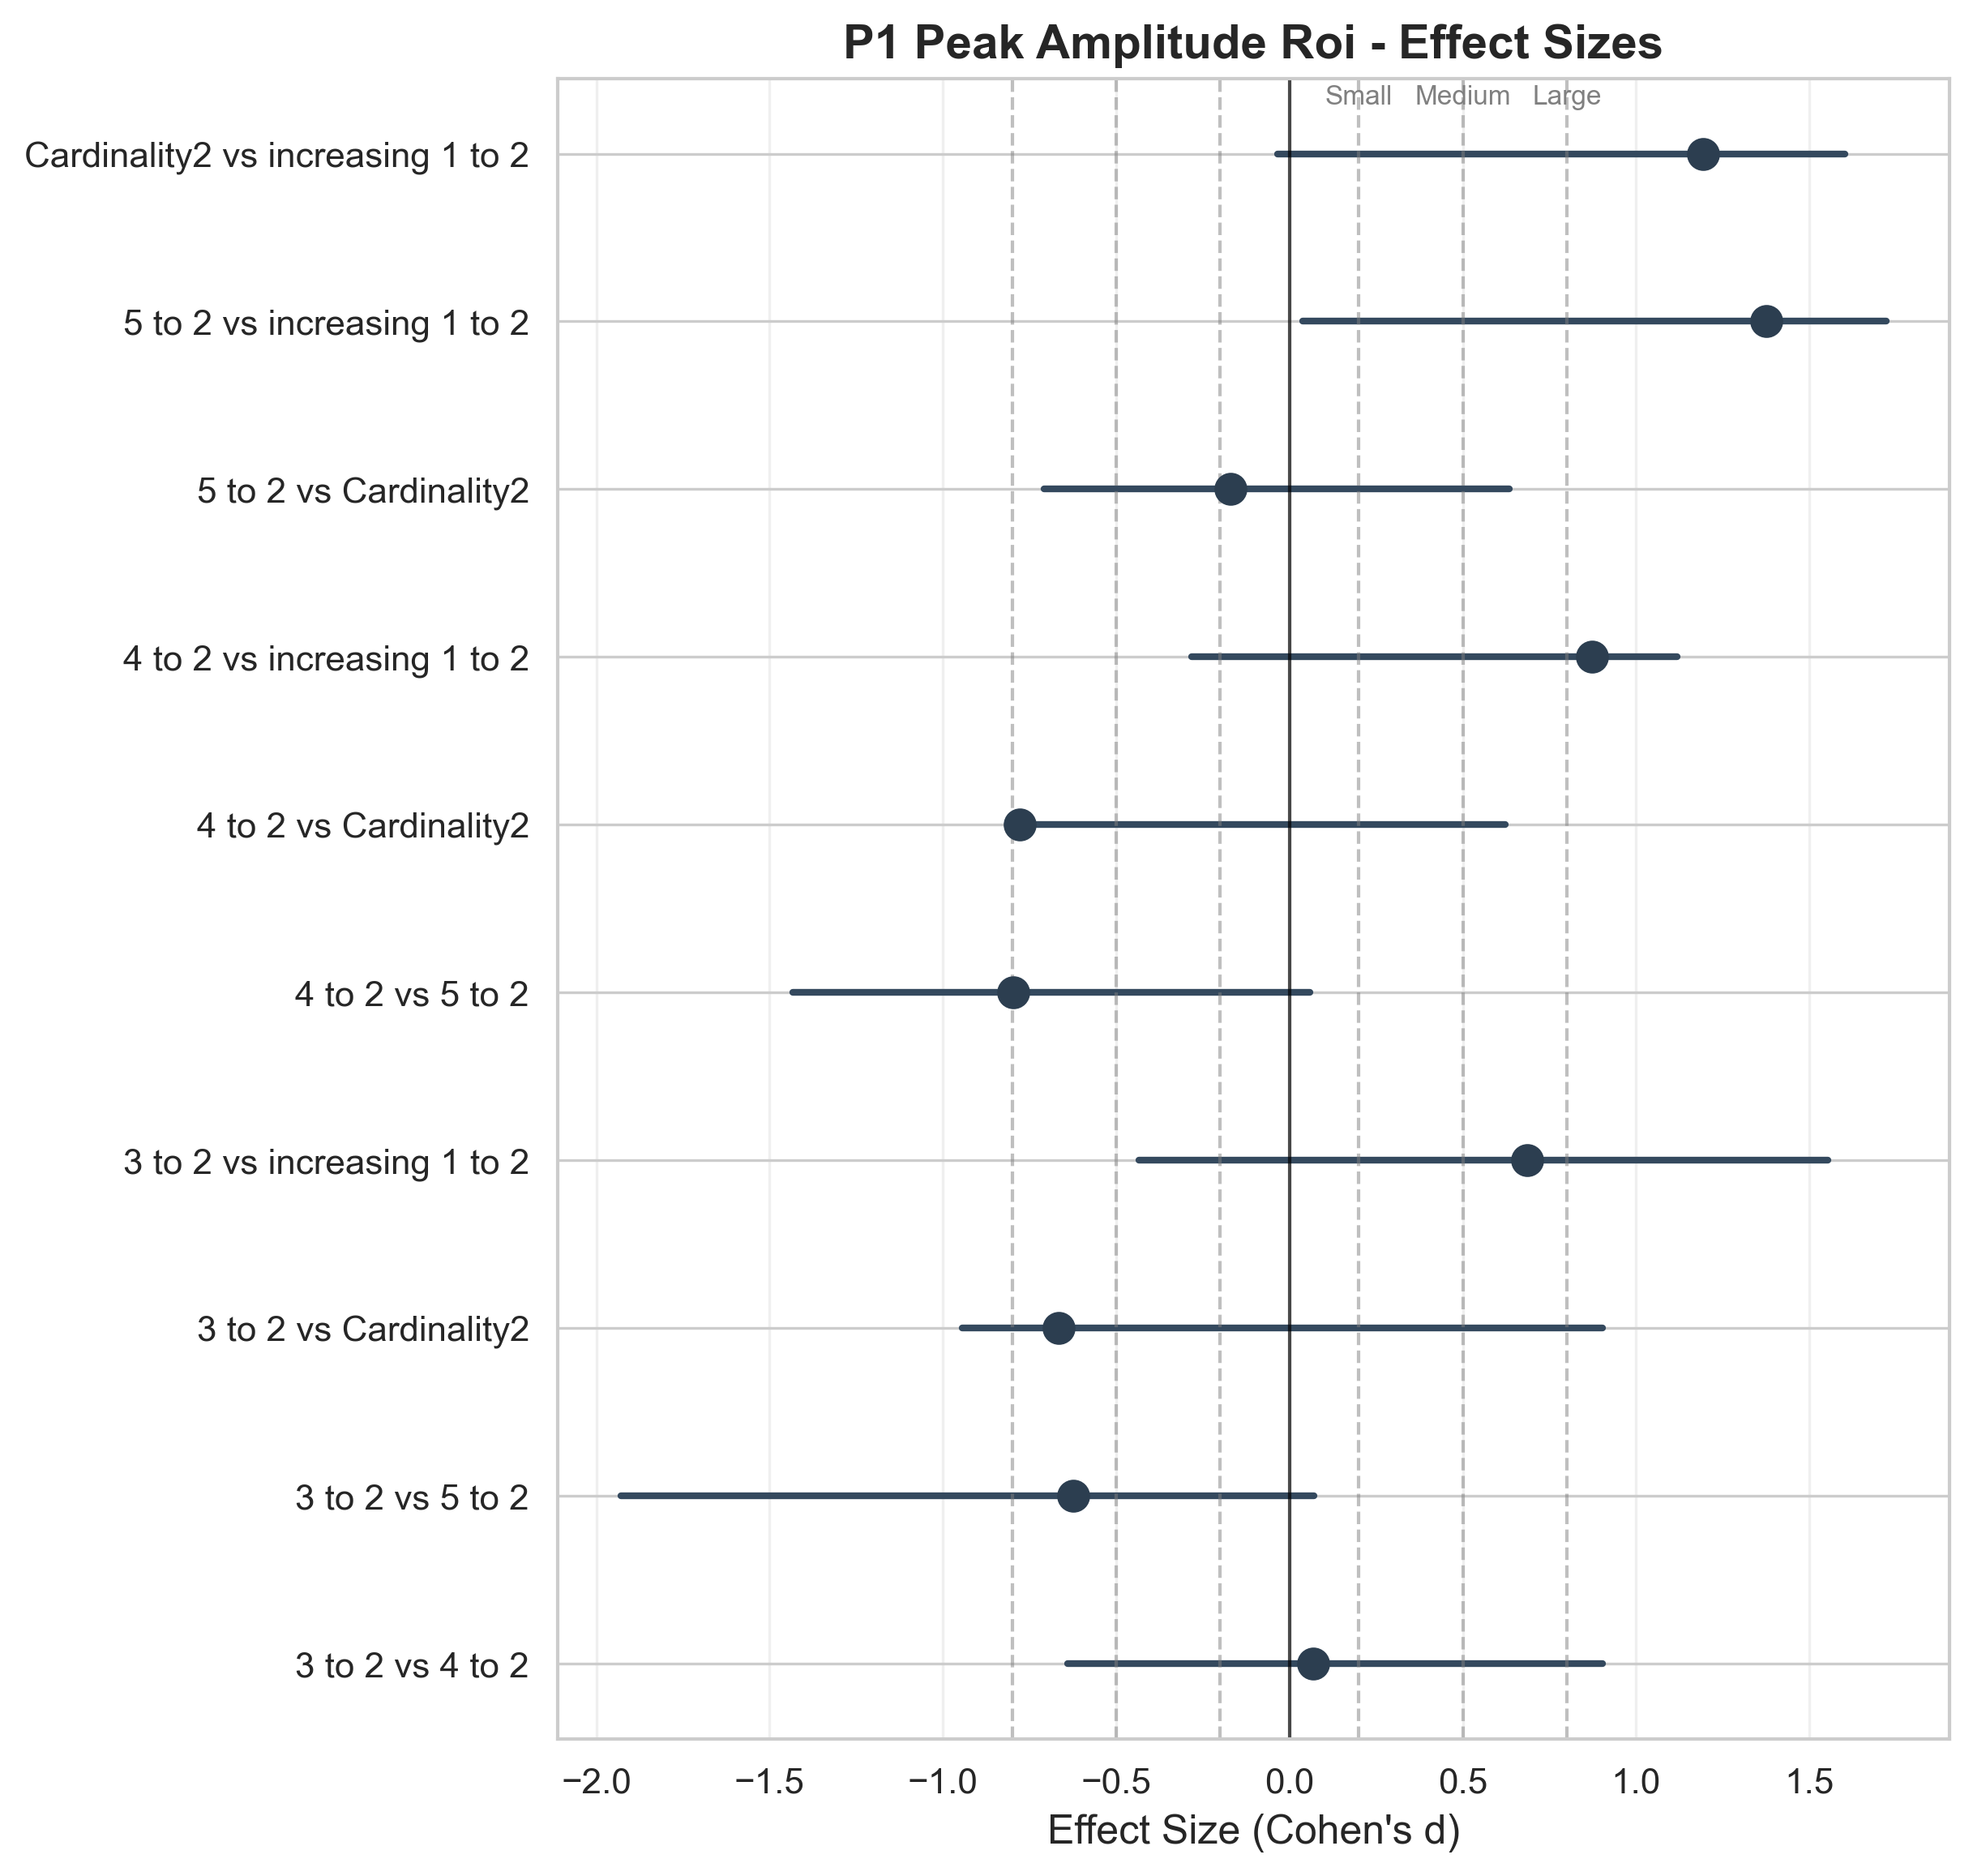 P1 Peak Amplitude Roi - Effect Sizes
Small Medium Large
Cardinality2 vs increasing 1 to 2
5 to 2 vs increasing 1 to 2
5 to 2 vs Cardinality2
4 to 2 vs increasing 1 to 2
4 to 2 vs Cardinality2
4 to 2 vs 5 to 2
3 to 2 vs increasing 1 to 2
3 to 2 vs Cardinality2
3 to 2 vs 5 to 2
3 to 2 vs 4 to 2
−2.0 −1.5 −1.0 −0.5 0.0 0.5 1.0 1.5
Effect Size (Cohen's d)